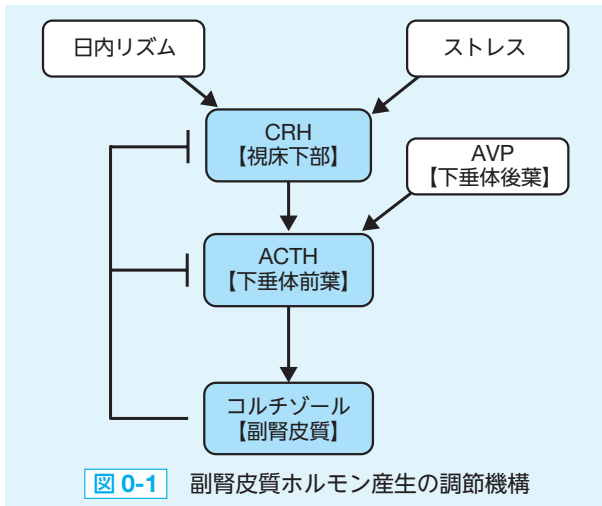 日内リズム
ストレス
CRH
【視床下部】
AVP
【下垂体後葉】
ACTH
【下垂体前葉】
コルチゾール
【副腎皮質】
図 0-1 副腎皮質ホルモン産生の調節機構